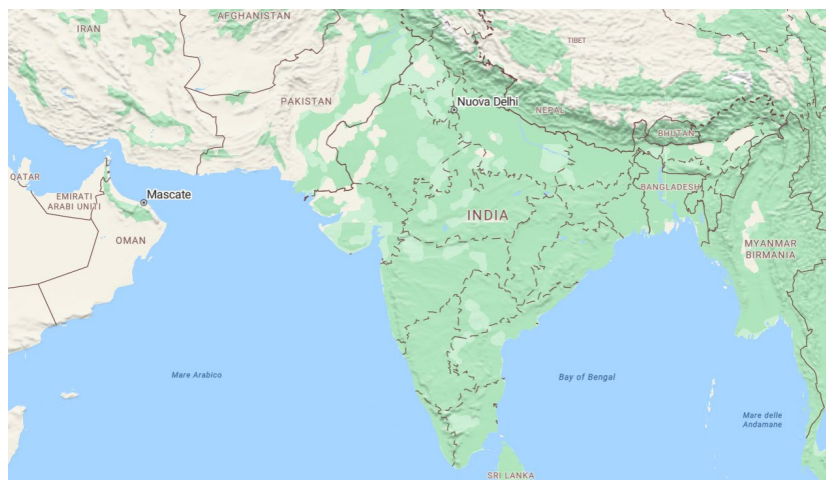 AFGHANISTAN
IRAN
TIBET
PAKISTAN
Nuova Delhi
NEPAL
BHUTAN
QATAR
EMIRATI
ARABI UNITI
Mascate
BANGLADESH
INDIA
OMAN
MYANMAR
BIRMANIA
Mare Arabico
Bay of Bengal
Mare delle
Andamane
SRI LANKA